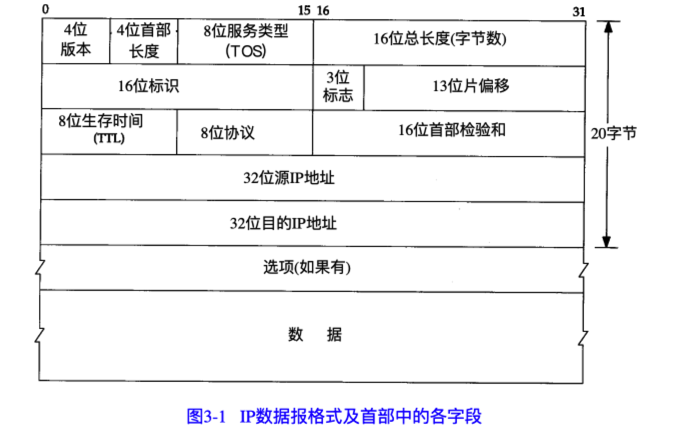 0 15 16 31
4位
版本
4位首部
长度
8位服务类型
(TOS)
16位总长度(字节数)
16位标识
3位
标志
13位片偏移
8位生存时间
(TTL)
8位协议
16位首部检验和
20字节
32位源IP地址
32位目的IP地址
选项(如果有)
数 据
图3-1 IP数据报格式及首部中的各字段